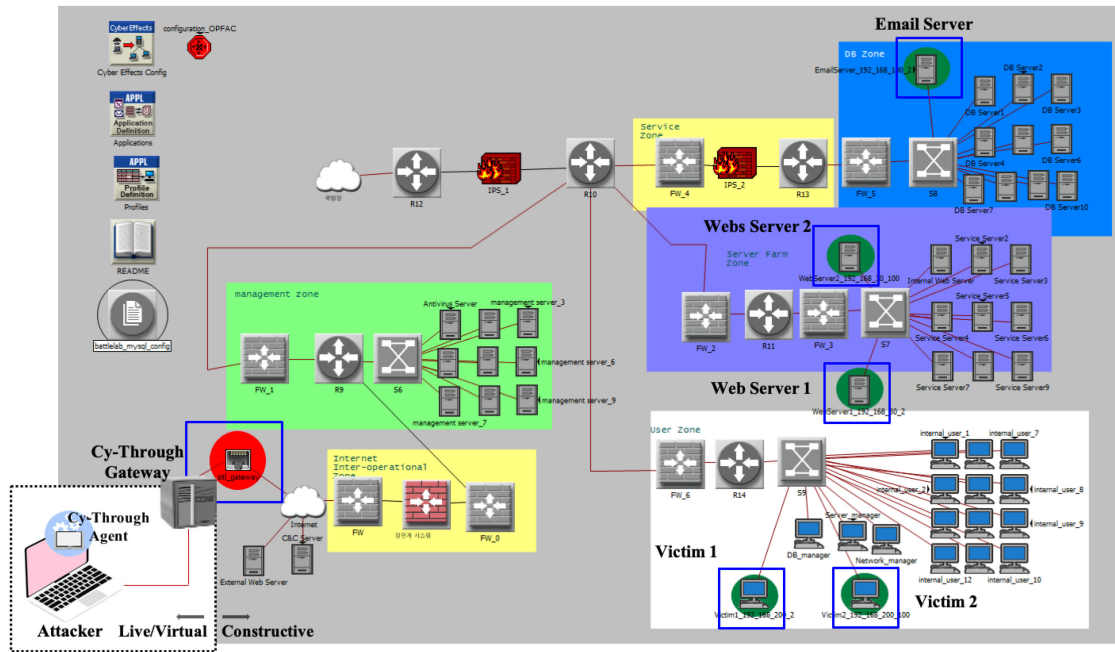 Email Server
CyberEffects
configuration_OPFAC
Cyber Effects Config
DB Zone
EmailServer_192_168_100_2
DB Server2
DB Server1
DB Server3
APPL
Application
Definition
Applications
Service
Zone
DB Server4
DB Server6
APPL
Profile
Definition
Profiles
R12
IPS_1
R10
FW_4
IPS_2
R13
FW_5
S8
DB Server7
DB Server10
README
Webs Server 2
Server Farm
Zone
WebServer2_192_168_30_100
Service Server2
Internal Web Server
Service Server3
management zone
Antivirus Server
management server_3
Service Server5
battlelab_mysql_config
FW_2
R11
FW_3
S7
Service Server4
Service Server6
management server_6
FW_1
R9
S6
Service Server7
Service Server9
management server_9
Web Server 1
WebServer1_192_168_30_2
management server_7
User Zone
internal_user_1
internal_user_7
Cy-Through
Gateway
sitl_gateway
Internet
Inter-operational
Zone
FW_6
R14
S9
internal_user_2
internal_user_8
Cy-Through
Agent
Internet
FW
FW_0
C&C Server
Server_manager
internal_user_9
DB_manager
Network_manager
External Web Server
internal_user_12
internal_user_10
Victim 1
Victim 2
Victim1_192_168_200_2
Victim2_192_168_200_100
Attacker
Live/Virtual
Constructive